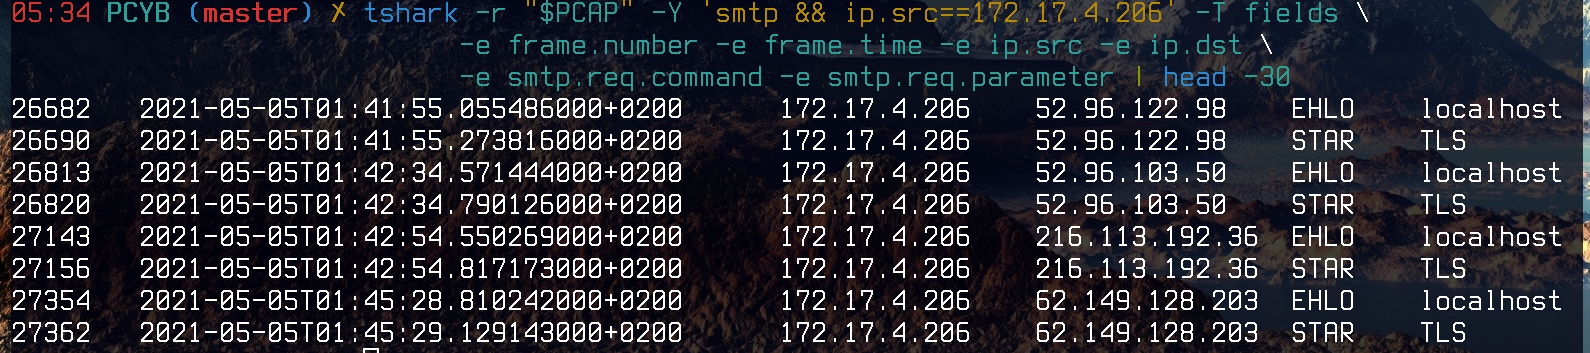 05:34 PCYB (master) ✗ tshark -r "$PCAP" -Y 'smtp && ip.src==172.17.4.206' -T fields \
-e frame.number -e frame.time -e ip.src -e ip.dst \
-e smtp.req.command -e smtp.req.parameter | head -30
26682 2021-05-05T01:41:55.055486000+0200 172.17.4.206 52.96.122.98 EHLO localhost
26690 2021-05-05T01:41:55.273816000+0200 172.17.4.206 52.96.122.98 STAR TLS
26813 2021-05-05T01:42:34.571444000+0200 172.17.4.206 52.96.103.50 EHLO localhost
26820 2021-05-05T01:42:34.790126000+0200 172.17.4.206 52.96.103.50 STAR TLS
27143 2021-05-05T01:42:54.550269000+0200 172.17.4.206 216.113.192.36 EHLO localhost
27156 2021-05-05T01:42:54.817173000+0200 172.17.4.206 216.113.192.36 STAR TLS
27354 2021-05-05T01:45:28.810242000+0200 172.17.4.206 62.149.128.203 EHLO localhost
27362 2021-05-05T01:45:29.129143000+0200 172.17.4.206 62.149.128.203 STAR TLS